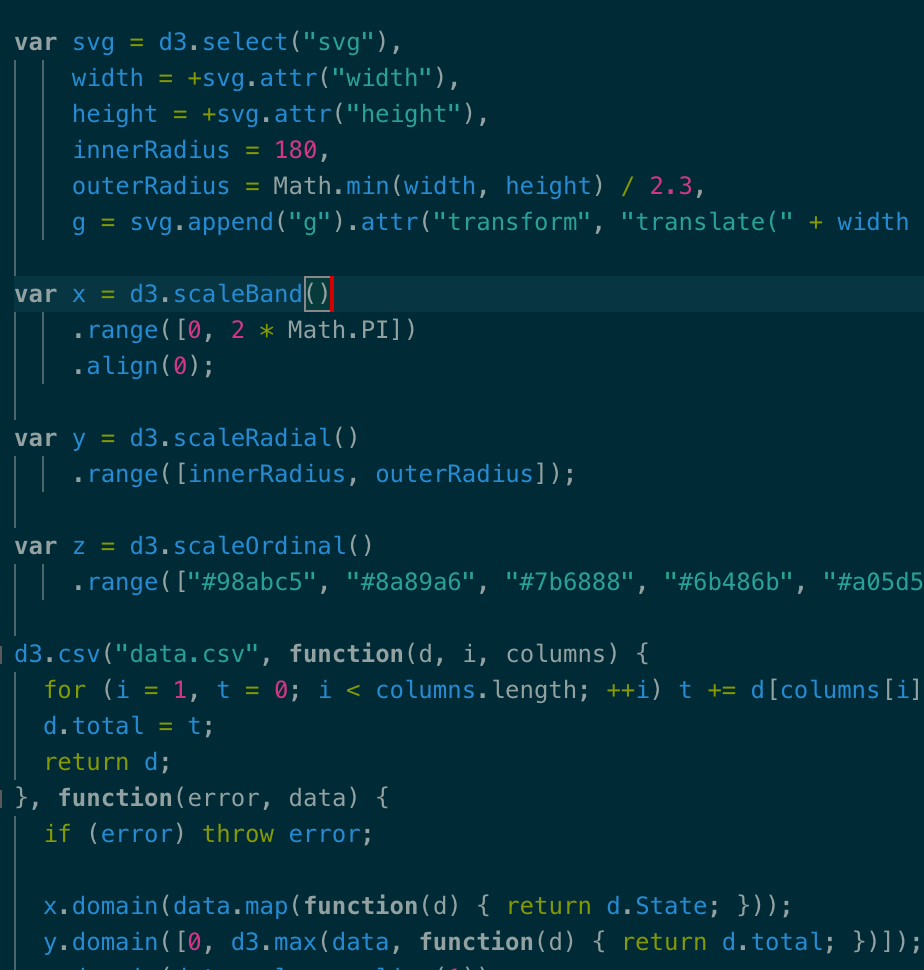 var svg = d3.select("svg"),
    width = +svg.attr("width"),
    height = +svg.attr("height"),
    innerRadius = 180,
    outerRadius = Math.min(width, height) / 2.3,
    g = svg.append("g").attr("transform", "translate(" + width
var x = d3.scaleBand()
    .range([0, 2 * Math.PI])
    .align(0);
var y = d3.scaleRadial()
    .range([innerRadius, outerRadius]);
var z = d3.scaleOrdinal()
    .range(["#98abc5", "#8a89a6", "#7b6888", "#6b486b", "#a05d5
d3.csv("data.csv", function(d, i, columns) {
  for (i = 1, t = 0; i < columns.length; ++i) t += d[columns[i]
  d.total = t;
  return d;
}, function(error, data) {
  if (error) throw error;
  x.domain(data.map(function(d) { return d.State; }));
  y.domain([0, d3.max(data, function(d) { return d.total; })]);